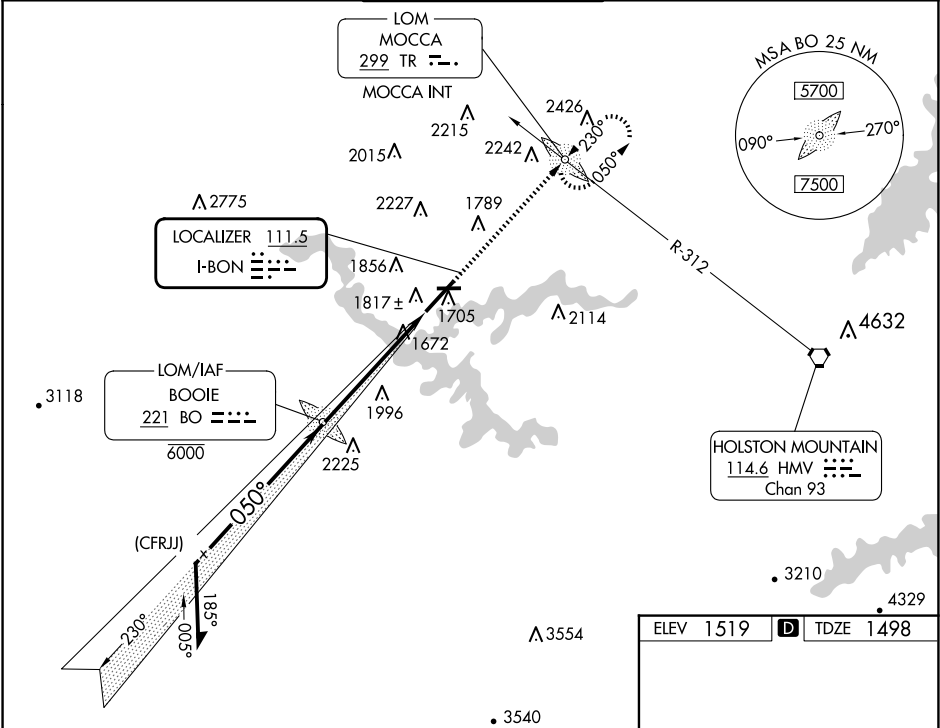 LOM
MOCCA
299 TR
MOCCA INT
2426
2215
2015
2242
230°
050°
MSA BO 25 NM
5700
090°
270°
7500
2775
2227
1789
LOCALIZER 111.5
I-BON
1856
R-312
1817 ±
1705
2114
4632
1672
LOM/IAF
BOOIE
221 BO
6000
3118
1996
2225
HOLSTON MOUNTAIN
114.6 HMV
Chan 93
050°
(CFRJJ)
3210
185°
005°
230°
4329
3554
ELEV 1519 D TDZE 1498
3540